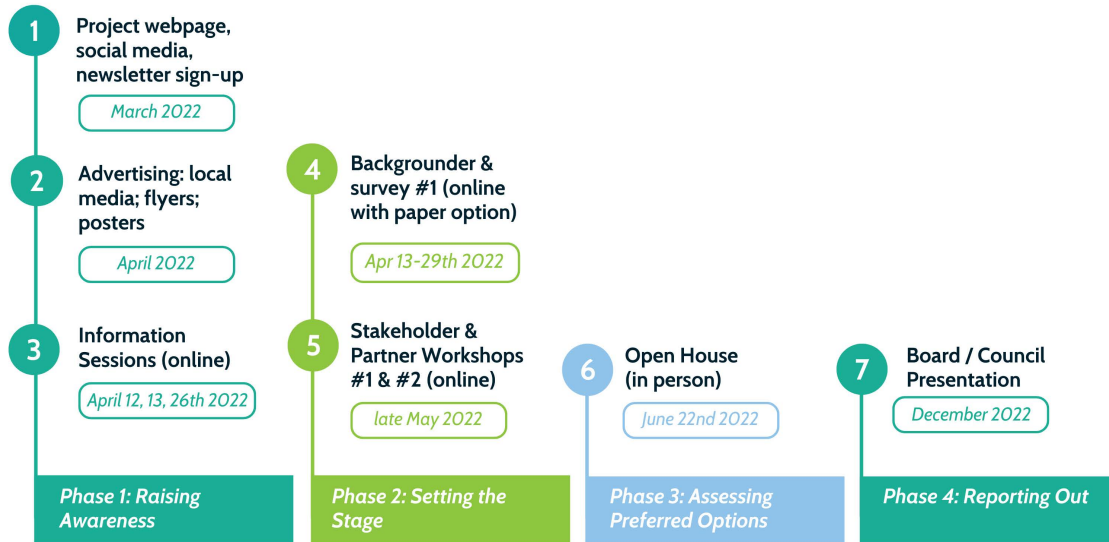 1
Project webpage,
social media,
newsletter sign-up
March 2022
2
Advertising: local
media; flyers;
posters
April 2022
3
Information
Sessions (online)
April 12, 13, 26th 2022
Phase 1: Raising
Awareness
4
Backgrounder &
survey #1 (online
with paper option)
Apr 13-29th 2022
5
Stakeholder &
Partner Workshops
#1 & #2 (online)
late May 2022
Phase 2: Setting the
Stage
6
Open House
(in person)
June 22nd 2022
Phase 3: Assessing
Preferred Options
7
Board / Council
Presentation
December 2022
Phase 4: Reporting Out